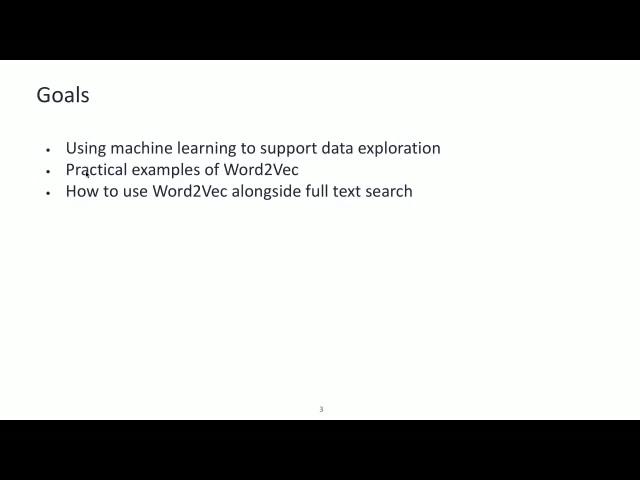 Goals
• Using machine learning to support data exploration
• Practical examples of Word2Vec
• How to use Word2Vec alongside full text search
3